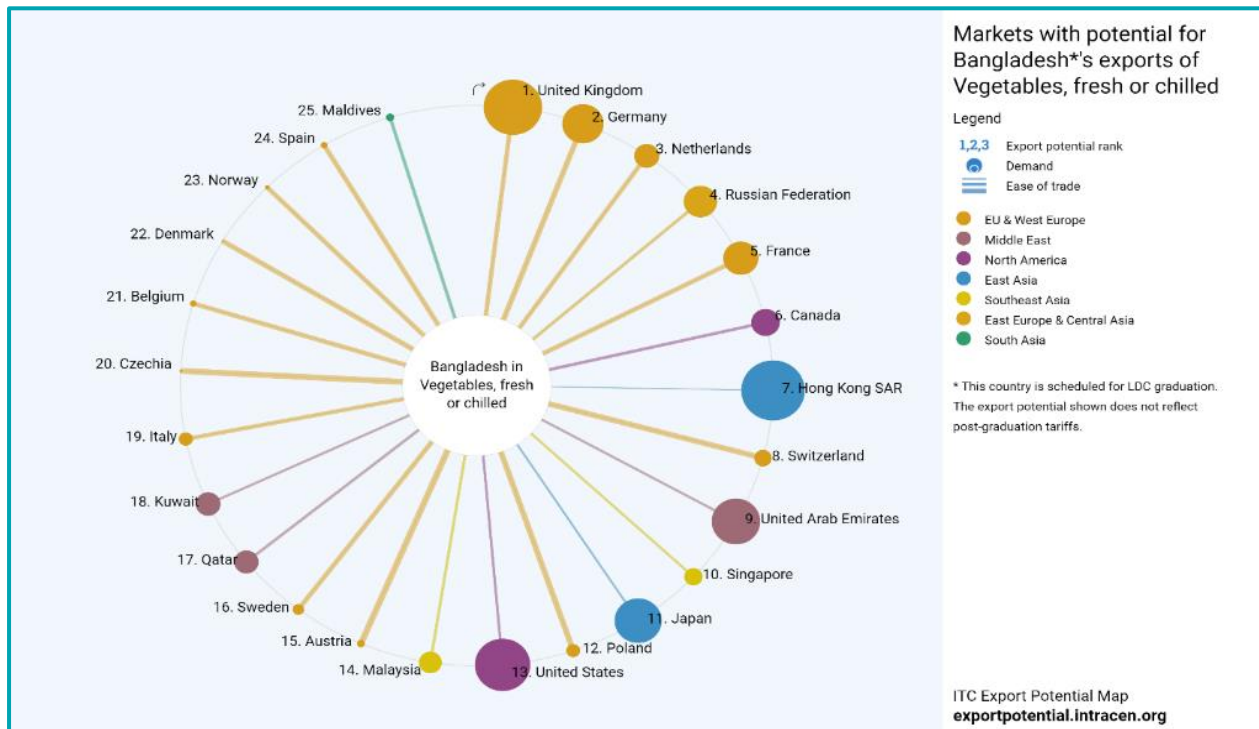 Markets with potential for
Bangladesh*'s exports of
Vegetables, fresh or chilled
Legend
1,2,3 Export potential rank
Demand
Ease of trade
EU & West Europe
Middle East
North America
East Asia
Southeast Asia
East Europe & Central Asia
South Asia
* This country is scheduled for LDC graduation.
The export potential shown does not reflect
post-graduation tariffs.
ITC Export Potential Map
exportpotential.intracen.org
Bangladesh in
Vegetables, fresh
or chilled
1. United Kingdom
2. Germany
3. Netherlands
4. Russian Federation
5. France
6. Canada
7. Hong Kong SAR
8. Switzerland
9. United Arab Emirates
10. Singapore
11. Japan
12. Poland
13. United States
14. Malaysia
15. Austria
16. Sweden
17. Qatar
18. Kuwait
19. Italy
20. Czechia
21. Belgium
22. Denmark
23. Norway
24. Spain
25. Maldives